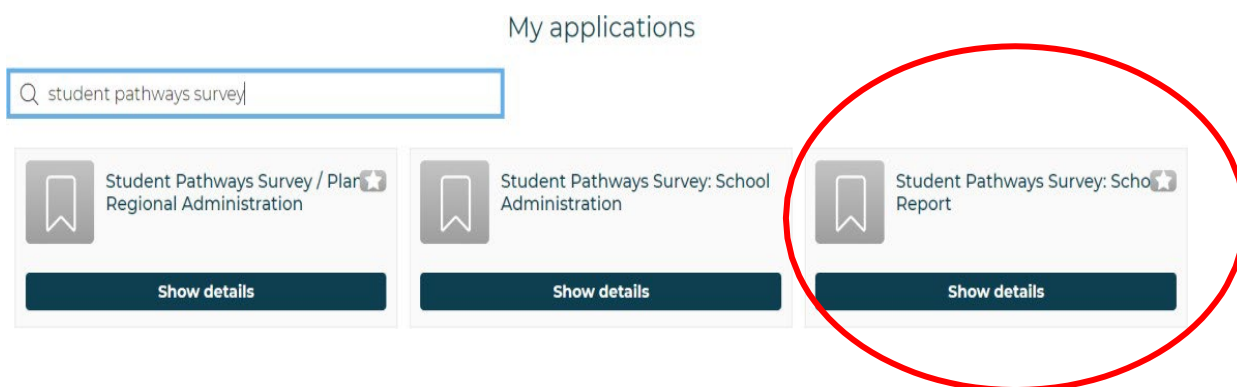 My applications
student pathways survey
Student Pathways Survey / Plan
Regional Administration
Student Pathways Survey: School
Administration
Student Pathways Survey:
Report
Show details
Show details
Show details